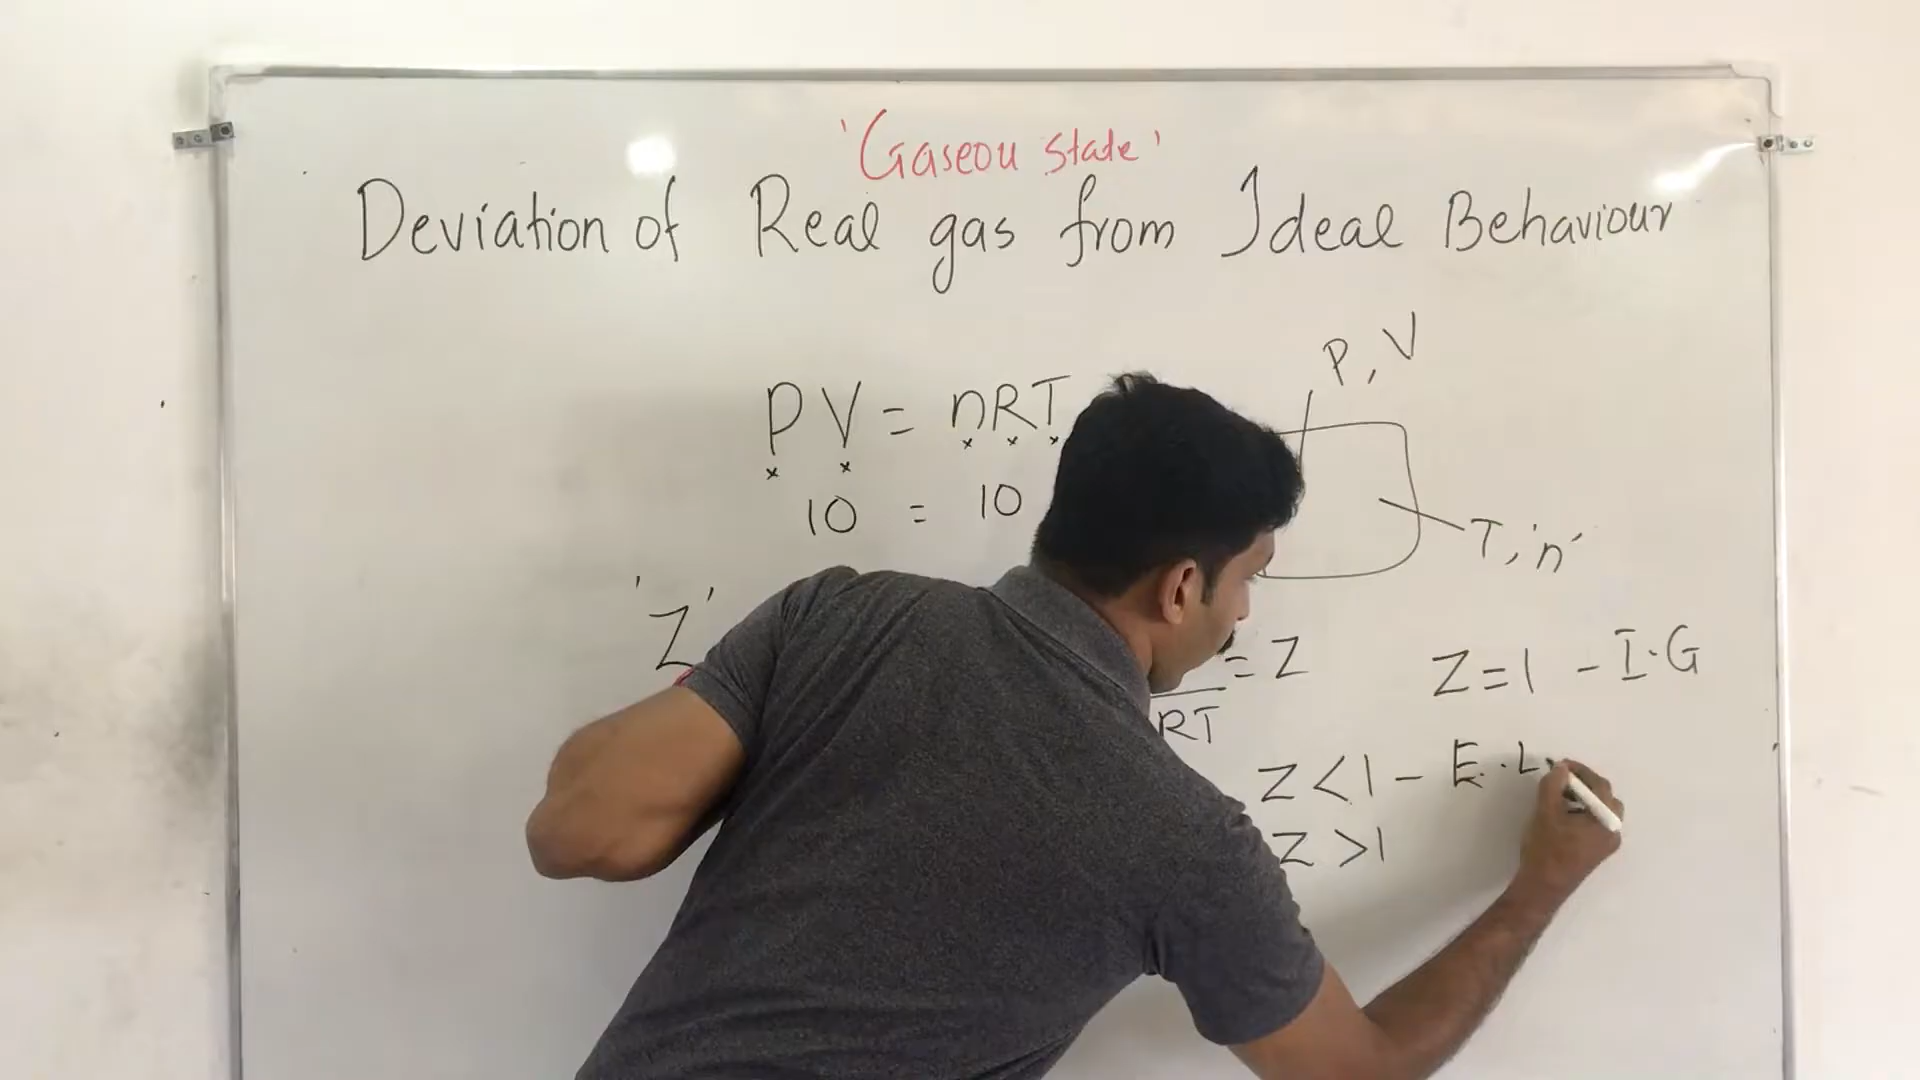 'Gaseou state'
Deviation of Real gas from Ideal Behaviour
P, V
PV = nRT
10 = 10
T, 'n'
'Z'
= Z
RT
Z=1 - I.G
Z<1 - E. L
Z>1